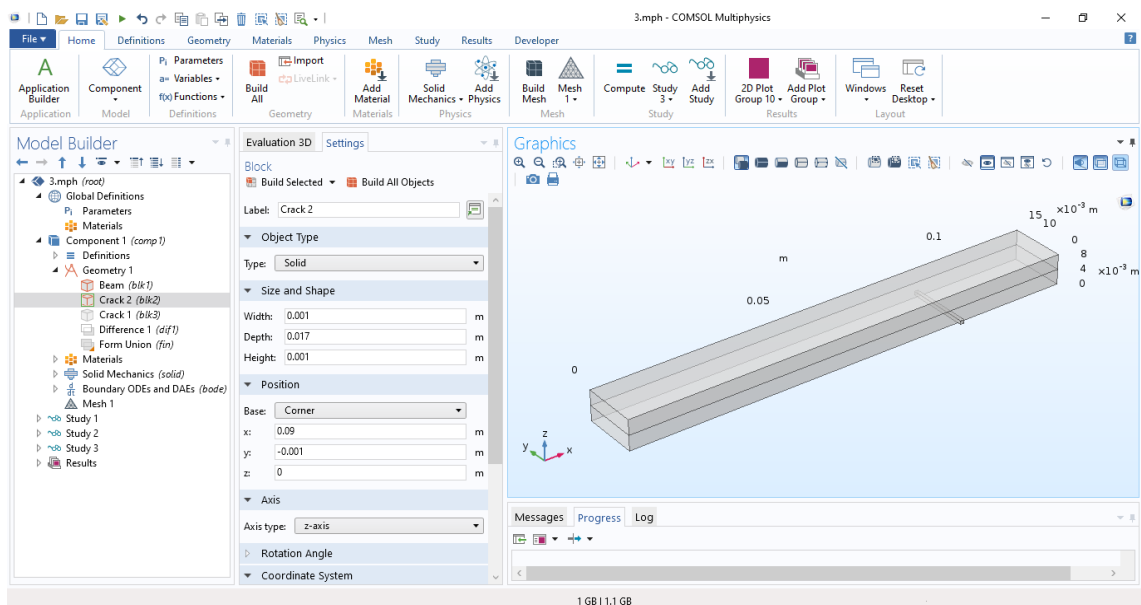 3.mph - COMSOL Multiphysics
File Home Definitions Geometry Materials Physics Mesh Study Results Developer
Application Builder
Application
Component
Model
Pi Parameters
a= Variables
f(x) Functions
Definitions
Build All
Import
LiveLink
Geometry
Add Material
Materials
Solid Mechanics
Add Physics
Physics
Build Mesh
Mesh 1
Mesh
Compute
Study 3
Add Study
Study
2D Plot Group 10
Add Plot Group
Results
Windows
Reset Desktop
Layout
Model Builder
3.mph (root)
Global Definitions
Pi Parameters
Materials
Component 1 (comp1)
Definitions
Geometry 1
Beam (blk1)
Crack 2 (blk2)
Crack 1 (blk3)
Difference 1 (dif1)
Form Union (fin)
Materials
Solid Mechanics (solid)
Boundary ODEs and DAEs (bode)
Mesh 1
Study 1
Study 2
Study 3
Results
Evaluation 3D Settings
Block
Build Selected Build All Objects
Label: Crack 2
Object Type
Type: Solid
Size and Shape
Width: 0.001 m
Depth: 0.017 m
Height: 0.001 m
Position
Base: Corner
x: 0.09 m
y: -0.001 m
z: 0 m
Axis
Axis type: z-axis
Rotation Angle
Coordinate System
Graphics
xy yz zx
15 ×10⁻³ m
10
0.1
0
m
8
4 ×10⁻³ m
0
0.05
0
z
y x
Messages Progress Log
1 GB | 1.1 GB